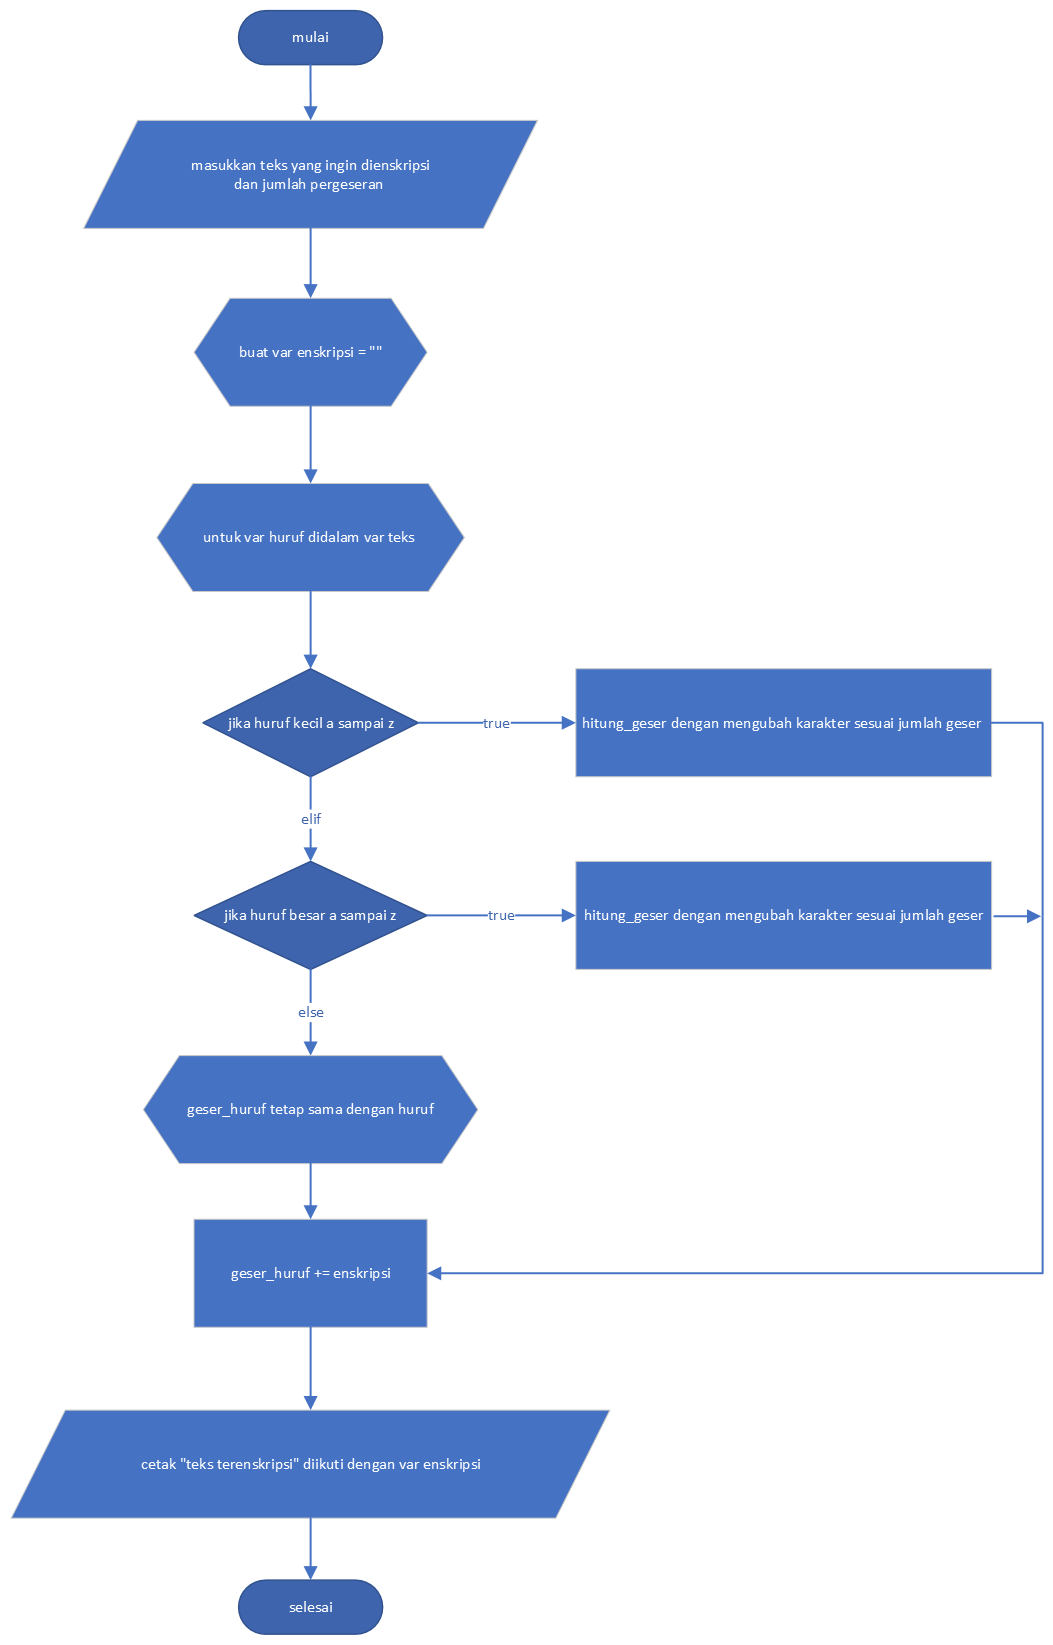 mulai
masukkan teks yang ingin dienskripsi
dan jumlah pergeseran
buat var enskripsi = ""
untuk var huruf didalam var teks
jika huruf kecil a sampai z
true
hitung_geser dengan mengubah karakter sesuai jumlah geser
elif
jika huruf besar a sampai z
true
hitung_geser dengan mengubah karakter sesuai jumlah geser
else
geser_huruf tetap sama dengan huruf
geser_huruf += enskripsi
cetak "teks terenskripsi" diikuti dengan var enskripsi
selesai